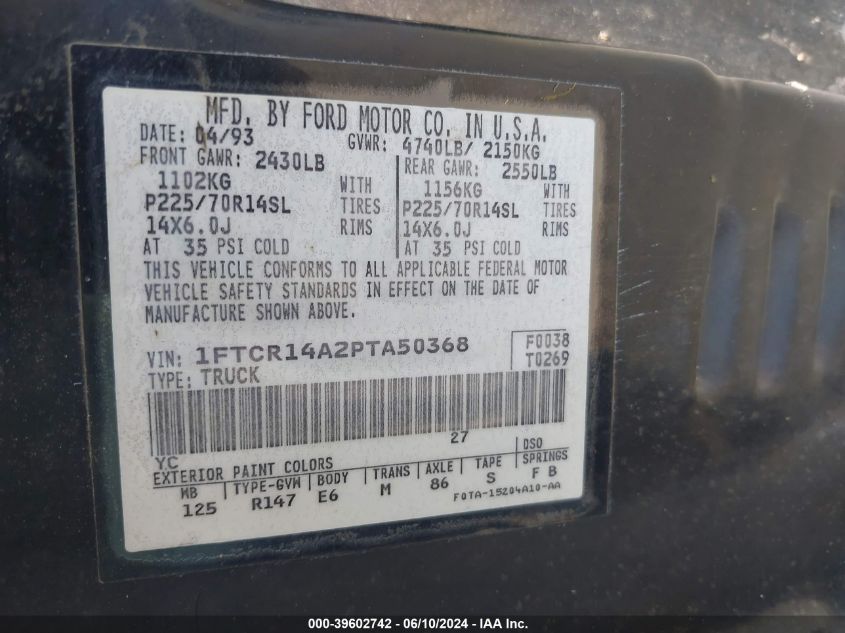 MFD. BY FORD MOTOR CO. IN U.S.A.
DATE: 04/93 GVWR: 4740LB/ 2150KG
FRONT GAWR: 2430LB REAR GAWR: 2550LB
1102KG WITH 1156KG WITH
P225/70R14SL TIRES P225/70R14SL TIRES
14X6.0J RIMS 14X6.0J RIMS
AT 35 PSI COLD AT 35 PSI COLD
THIS VEHICLE CONFORMS TO ALL APPLICABLE FEDERAL MOTOR
VEHICLE SAFETY STANDARDS IN EFFECT ON THE DATE OF
MANUFACTURE SHOWN ABOVE.
VIN: 1FTCR14A2PTA50368 F0038
TYPE: TRUCK T0269
27
YC DSO
EXTERIOR PAINT COLORS TYPE-GVW BODY TRANS AXLE TAPE SPRINGS
WB 125 R147 E6 M 86 S F B
F0TA-15204A10-AA
000-39602742 - 06/10/2024 - COPYRIGHT IAA, LLC.